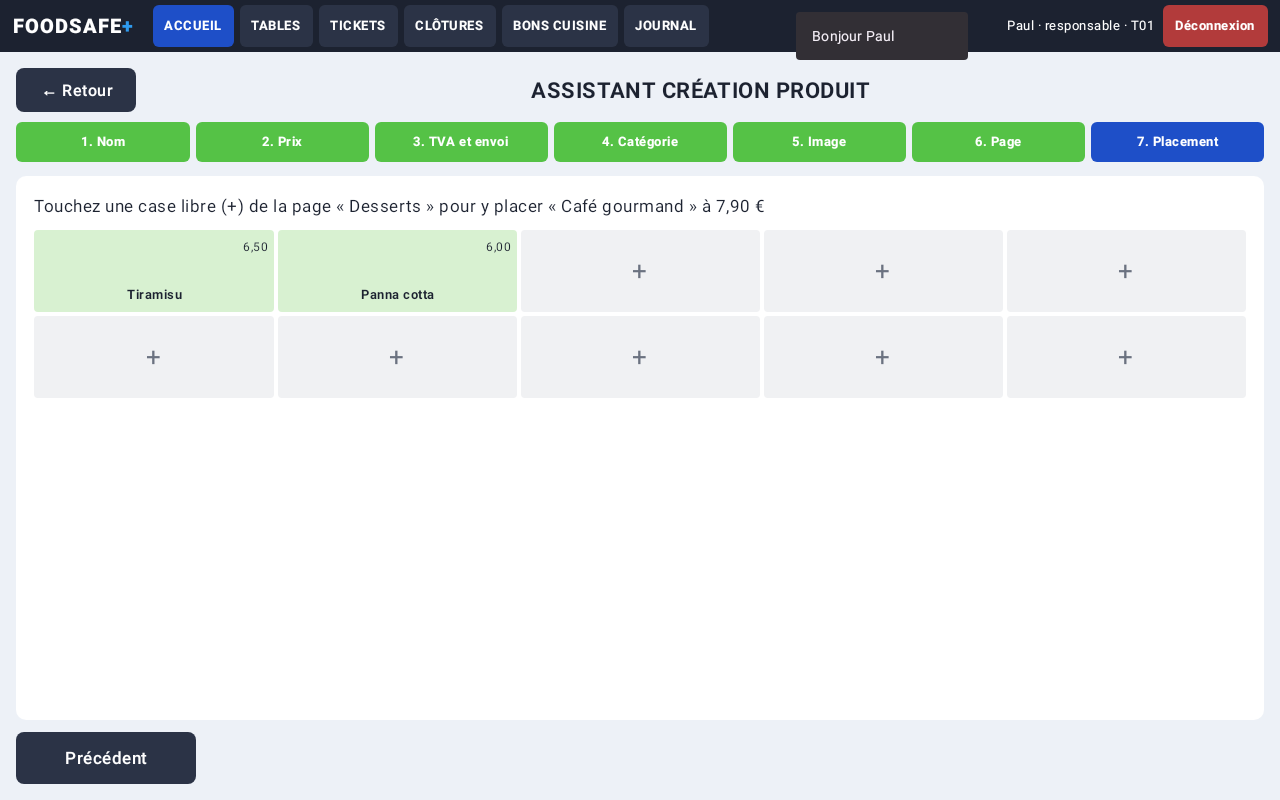 FOODSAFE+ ACCUEIL TABLES TICKETS CLÔTURES BONS CUISINE JOURNAL Bonjour Paul Paul · responsable · T01 Déconnexion
← Retour ASSISTANT CRÉATION PRODUIT
1. Nom 2. Prix 3. TVA et envoi 4. Catégorie 5. Image 6. Page 7. Placement
Touchez une case libre (+) de la page « Desserts » pour y placer « Café gourmand » à 7,90 €
6,50 6,00
+ + +
Tiramisu Panna cotta
+ + + + +
Précédent